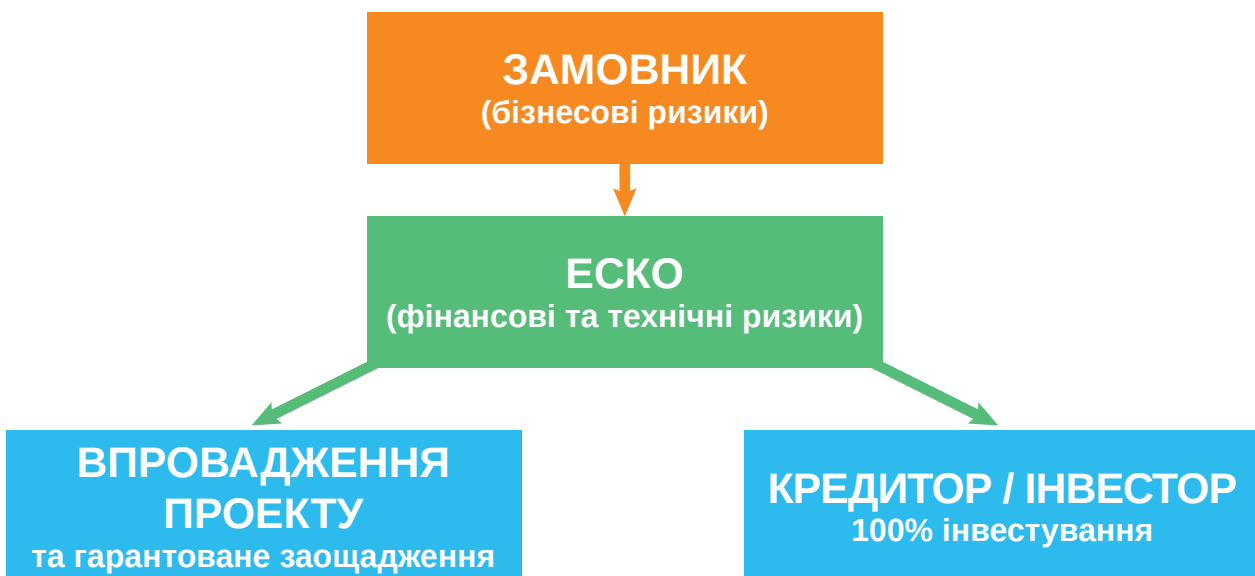 ЗАМОВНИК
(бізнесові ризики)
ЕСКО
(фінансові та технічні ризики)
ВПРОВАДЖЕННЯ
ПРОЕКТУ
та гарантоване заощадження
КРЕДИТОР / ІНВЕСТОР
100% інвестування